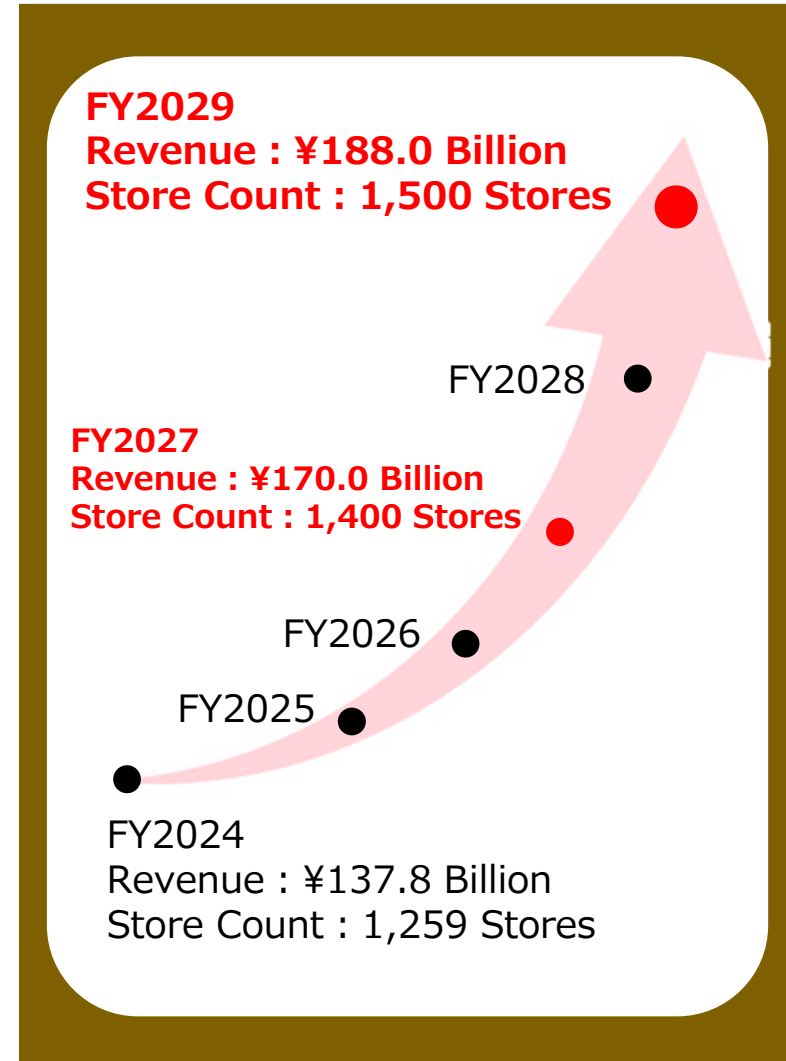 FY2029
Revenue : ¥188.0 Billion
Store Count : 1,500 Stores
FY2028
FY2027
Revenue : ¥170.0 Billion
Store Count : 1,400 Stores
FY2026
FY2025
FY2024
Revenue : ¥137.8 Billion
Store Count : 1,259 Stores